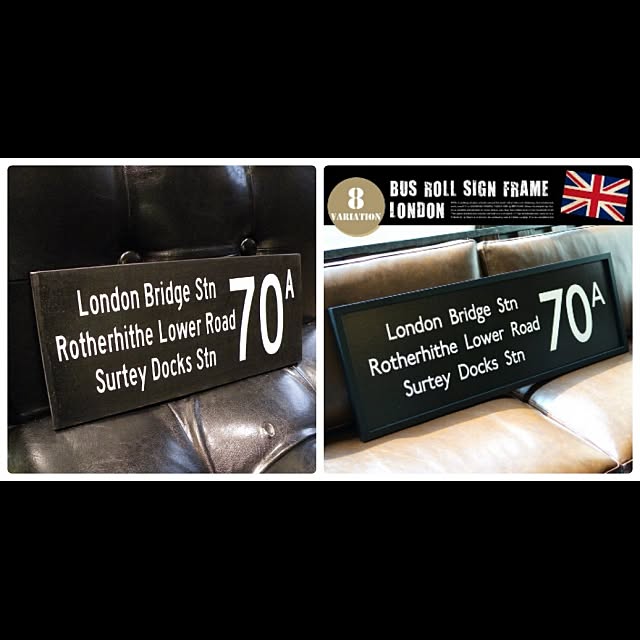 London Bridge Stn
Rotherhithe Lower Road
Surtey Docks Stn
70A
8
VARIATION
BUS ROLL SIGN FRAME
LONDON
London Bridge Stn
Rotherhithe Lower Road
Surtey Docks Stn
70A